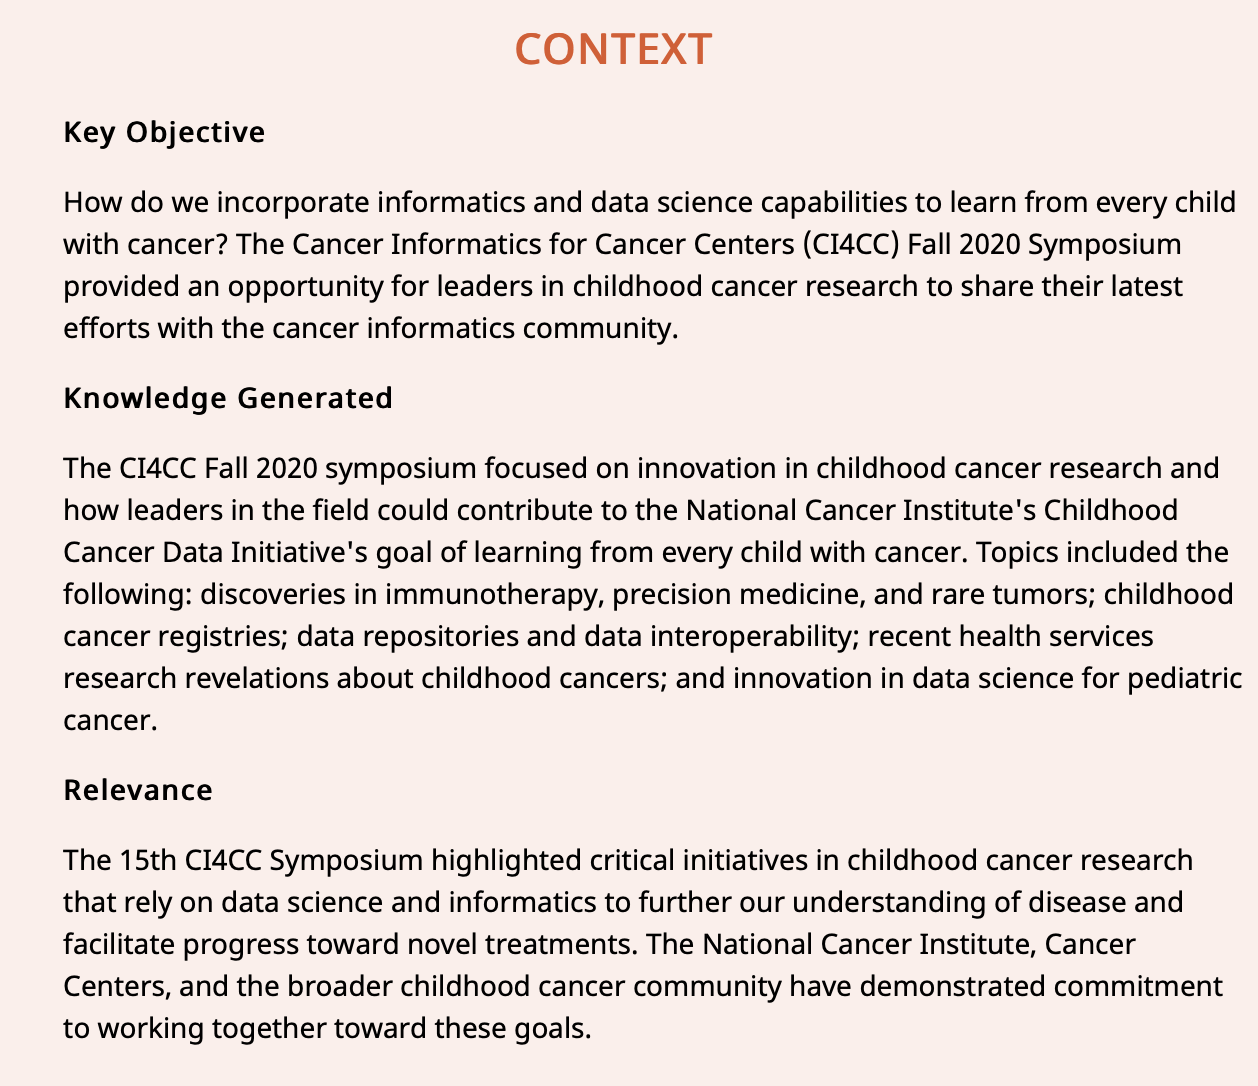 CONTEXT
Key Objective
How do we incorporate informatics and data science capabilities to learn from every child
with cancer? The Cancer Informatics for Cancer Centers (CI4CC) Fall 2020 Symposium
provided an opportunity for leaders in childhood cancer research to share their latest
efforts with the cancer informatics community.
Knowledge Generated
The CI4CC Fall 2020 symposium focused on innovation in childhood cancer research and
how leaders in the field could contribute to the National Cancer Institute's Childhood
Cancer Data Initiative's goal of learning from every child with cancer. Topics included the
following: discoveries in immunotherapy, precision medicine, and rare tumors; childhood
cancer registries; data repositories and data interoperability; recent health services
research revelations about childhood cancers; and innovation in data science for pediatric
cancer.
Relevance
The 15th CI4CC Symposium highlighted critical initiatives in childhood cancer research
that rely on data science and informatics to further our understanding of disease and
facilitate progress toward novel treatments. The National Cancer Institute, Cancer
Centers, and the broader childhood cancer community have demonstrated commitment
to working together toward these goals.